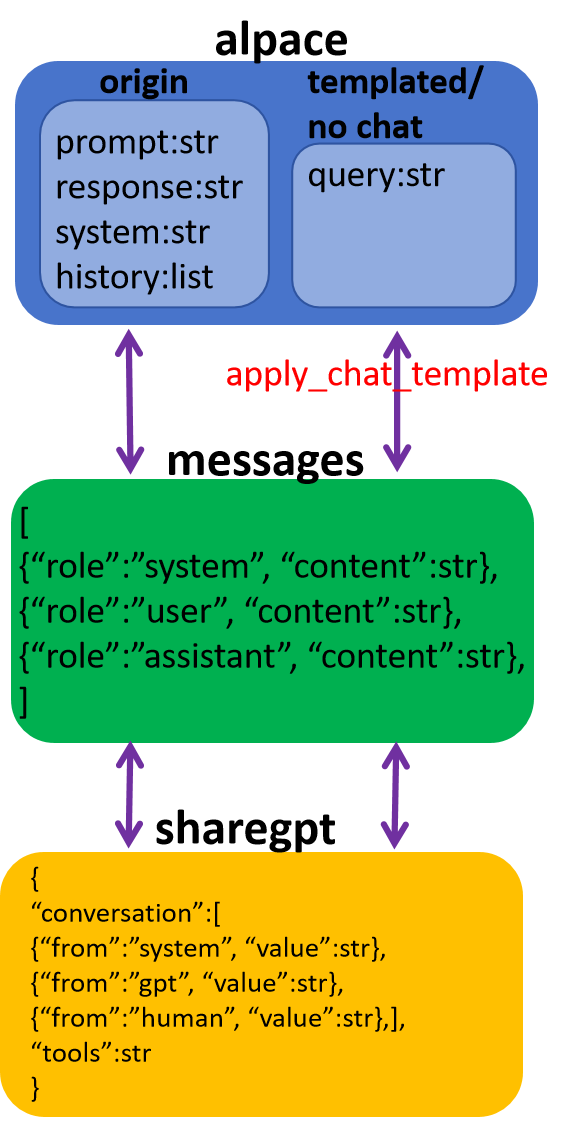 alpace
origin
prompt:str
response:str
system:str
history:list
templated/
no chat
query:str
apply_chat_template
messages
[
{“role”:”system”, “content”:str},
{“role”:”user”, “content”:str},
{“role”:”assistant”, “content”:str},
]
sharegpt
{
“conversation”:[
{“from”:”system”, “value”:str},
{“from”:”gpt”, “value”:str},
{“from”:”human”, “value”:str},],
“tools”:str
}